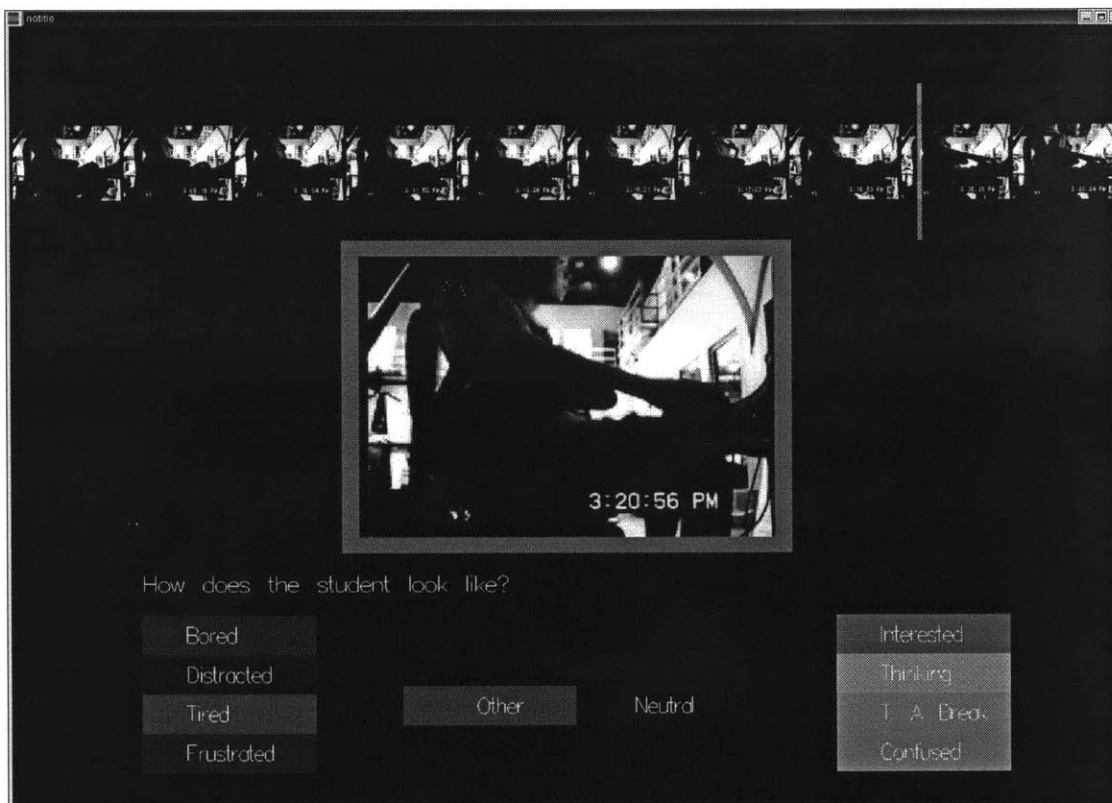 notitle
3:20:56 PM
How does the student look like?
Bored
Distracted
Tired
Frustrated
Other
Neutral
Interested
Thinking
T A Break
Confused